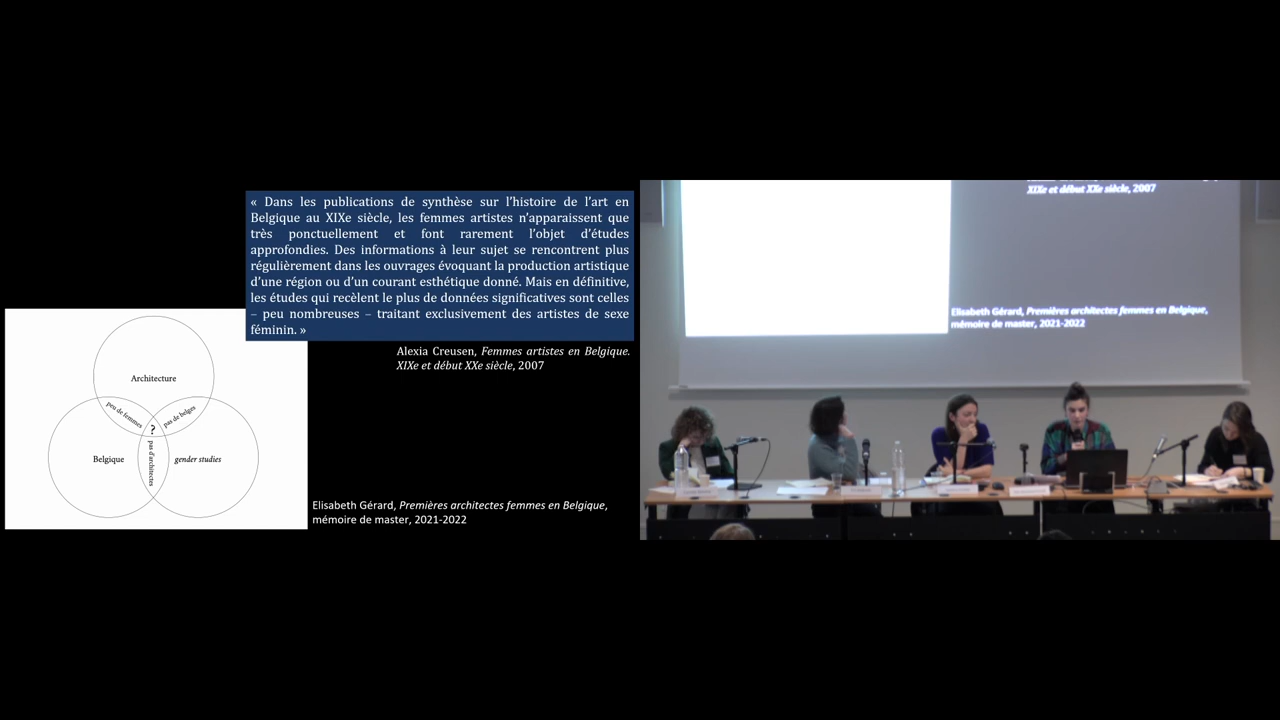 « Dans les publications de synthèse sur l’histoire de l’art en
Belgique au XIXe siècle, les femmes artistes n’apparaissent que
très ponctuellement et font rarement l’objet d’études
approfondies. Des informations à leur sujet se rencontrent plus
régulièrement dans les ouvrages évoquant la production artistique
d’une région ou d’un courant esthétique donné. Mais en définitive,
les études qui recèlent le plus de données significatives sont celles
– peu nombreuses – traitant exclusivement des artistes de sexe
féminin. »
Alexia Creusen, Femmes artistes en Belgique.
XIXe et début XXe siècle, 2007
Architecture
peu de femmes
pas de belges
?
Belgique
pas d'architectes
gender studies
Elisabeth Gérard, Premières architectes femmes en Belgique,
mémoire de master, 2021-2022
XIXe et début XXe siècle, 2007
Elisabeth Gérard, Premières architectes femmes en Belgique,
mémoire de master, 2021-2022